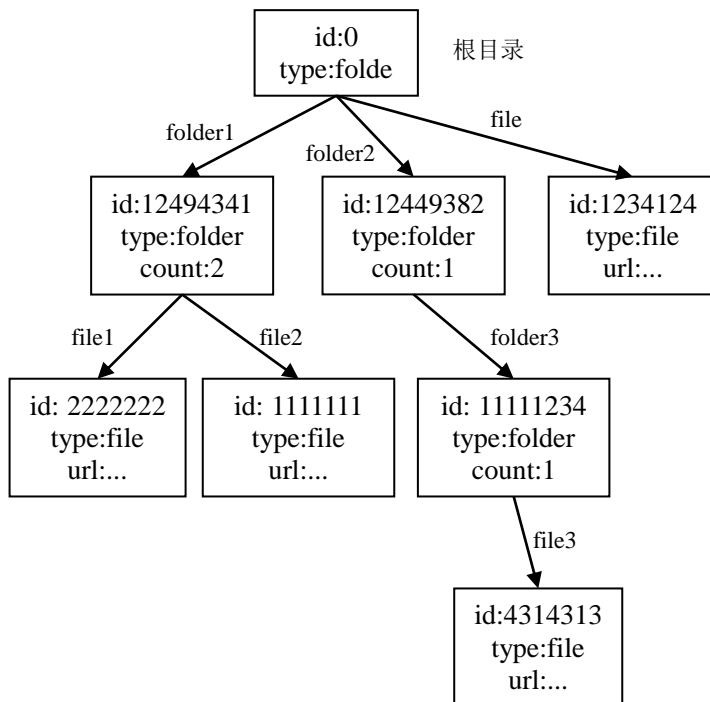 id:0
type:folde
根目录
folder1
folder2
file
id:12494341
type:folder
count:2
id:12449382
type:folder
count:1
id:1234124
type:file
url:...
file1
file2
folder3
id: 2222222
type:file
url:...
id: 1111111
type:file
url:...
id: 11111234
type:folder
count:1
file3
id:4314313
type:file
url:...